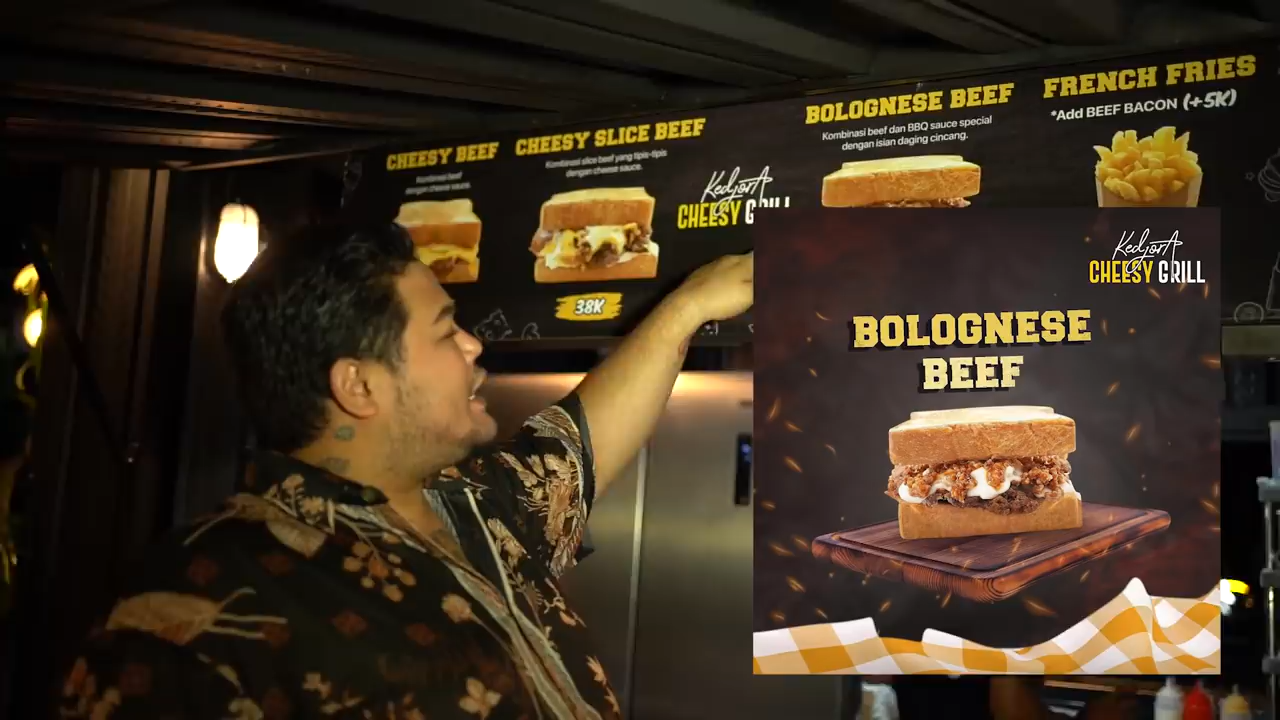 CHEESY BEEF
Kombinasi beef
dengan cheese sauce.
CHEESY SLICE BEEF
Kombinasi slice beef yang tipis-tipis
dengan cheese sauce.
38K
KedjorA
CHEESY GRILL
BOLOGNESE BEEF
Kombinasi beef dan BBQ sauce special
dengan isian daging cincang.
FRENCH FRIES
*Add BEEF BACON (+5K)
KedjorA
CHEESY GRILL
BOLOGNESE
BEEF